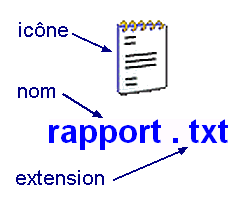 icône
nom
rapport . txt
extension